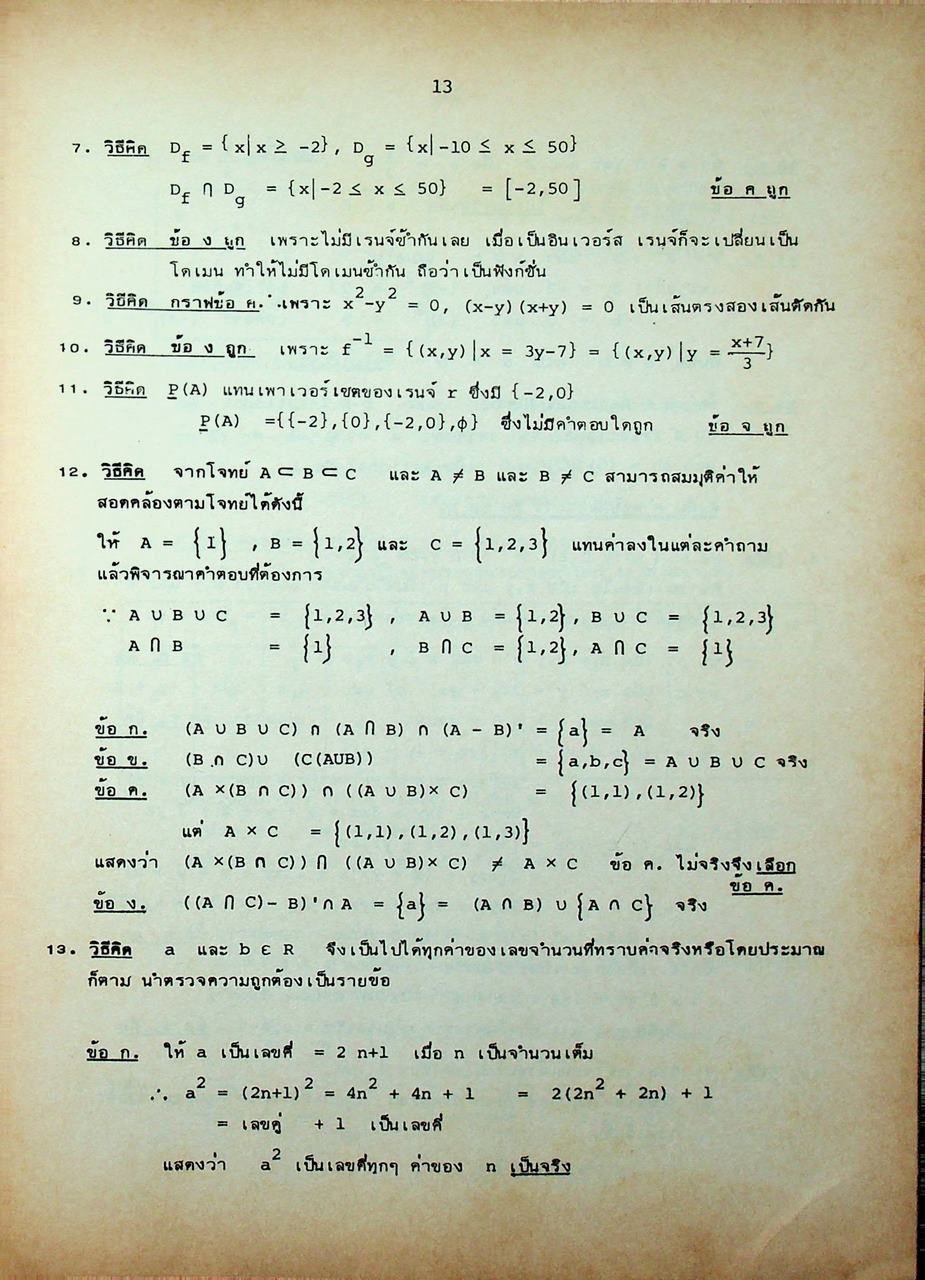 13
7. วิธีคิด D_f = {x|x ≥ -2}, D_g = {x|-10 ≤ x ≤ 50}
D_f ∩ D_g = {x|-2 ≤ x ≤ 50} = [-2,50] ข้อ ค ถูก
8. วิธีคิด ข้อ ง ถูก เพราะไม่มีเรนจ์ซ้ำกันเลย เมื่อเป็นอินเวอร์ส เรนจ์ก็จะเปลี่ยนเป็น
โดเมน ทำให้ไม่มีโดเมนซ้ำกัน ถือว่าเป็นฟังก์ชั่น
9. วิธีคิด กราฟข้อ ค. ∵ เพราะ x²-y² = 0, (x-y)(x+y) = 0 เป็นเส้นตรงสองเส้นตัดกัน
10. วิธีคิด ข้อ ง ถูก เพราะ f⁻¹ = {(x,y)|x = 3y-7} = {(x,y)|y = (x+7)/3}
11. วิธีคิด P(A) แทนเพาเวอร์เซตของเรนจ์ r ซึ่งมี {-2,0}
P(A) ={{-2},{0},{-2,0},ϕ} ซึ่งไม่มีคำตอบใดถูก ข้อ จ ถูก
12. วิธีคิด จากโจทย์ A ⊂ B ⊂ C และ A ≠ B และ B ≠ C สามารถสมมุติค่าให้
สอดคล้องตามโจทย์ได้ดังนี้
ให้ A = {I} , B = {1,2} และ C = {1,2,3} แทนค่าลงในแต่ละคำถาม
แล้วพิจารณาคำตอบที่ต้องการ
∵ A ∪ B ∪ C = {1,2,3} , A ∪ B = {1,2}, B ∪ C = {1,2,3}
A ∩ B = {1} , B ∩ C = {1,2}, A ∩ C = {1}
ข้อ ก. (A ∪ B ∪ C) ∩ (A ∩ B) ∩ (A - B)' = {a} = A จริง
ข้อ ข. (B ∩ C)∪ (C(AUB)) = {a,b,c} = A ∪ B ∪ C จริง
ข้อ ค. (A ×(B ∩ C)) ∩ ((A ∪ B)× C) = {(1,1),(1,2)}
แต่ A × C = {(1,1),(1,2),(1,3)}
แสดงว่า (A ×(B ∩ C)) ∩ ((A ∪ B)× C) ≠ A × C ข้อ ค. ไม่จริงจึงเลือก
ข้อ ค.
ข้อ ง. ((A ∩ C)- B)'∩ A = {a} = (A ∩ B) ∪ {A ∩ C} จริง
13. วิธีคิด a และ b ∈ R จึงเป็นไปได้ทุกค่าของเลขจำนวนที่ทราบค่าจริงหรือโดยประมาณ
ก็ตาม นำตรวจความถูกต้องเป็นรายข้อ
ข้อ ก. ให้ a เป็นเลขคี่ = 2 n+1 เมื่อ n เป็นจำนวนเต็ม
∴ a² = (2n+1)² = 4n² + 4n + 1 = 2(2n² + 2n) + 1
= เลขคู่ + 1 เป็นเลขคี่
แสดงว่า a² เป็นเลขคี่ทุกๆ ค่าของ n เป็นจริง